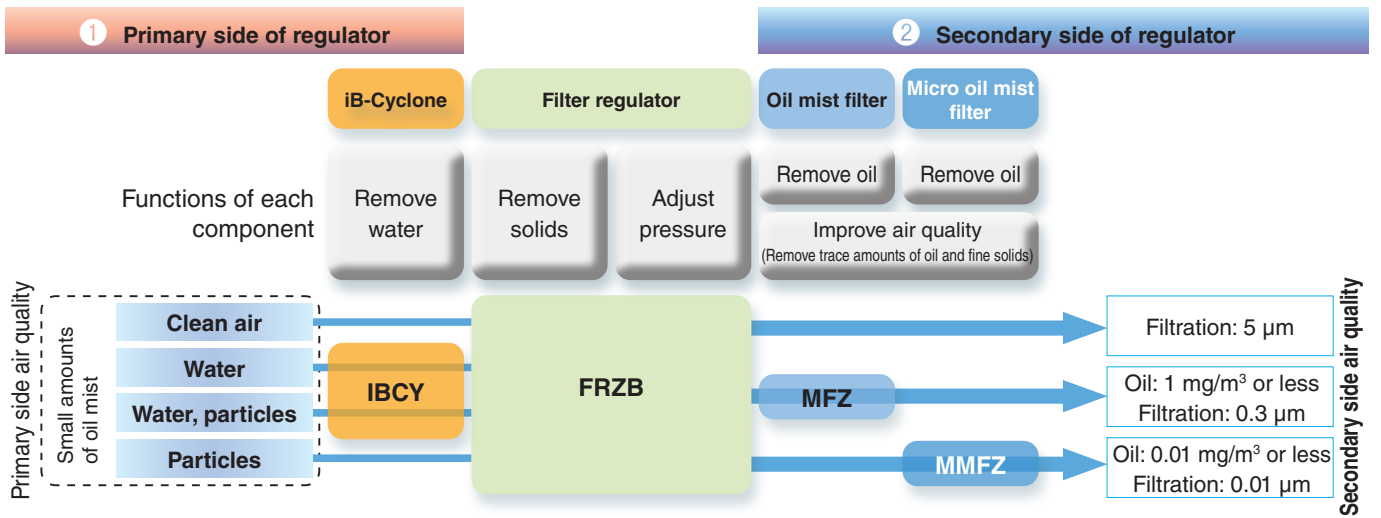 1 Primary side of regulator
2 Secondary side of regulator
iB-Cyclone
Filter regulator
Oil mist filter
Micro oil mist
filter
Functions of each
component
Remove
water
Remove
solids
Adjust
pressure
Remove oil
Remove oil
Improve air quality
(Remove trace amounts of oil and fine solids)
Primary side air quality
Small amounts
of oil mist
Clean air
Water
Water, particles
Particles
IBCY
FRZB
MFZ
MMFZ
Filtration: 5 µm
Oil: 1 mg/m³ or less
Filtration: 0.3 µm
Oil: 0.01 mg/m³ or less
Filtration: 0.01 µm
Secondary side air quality